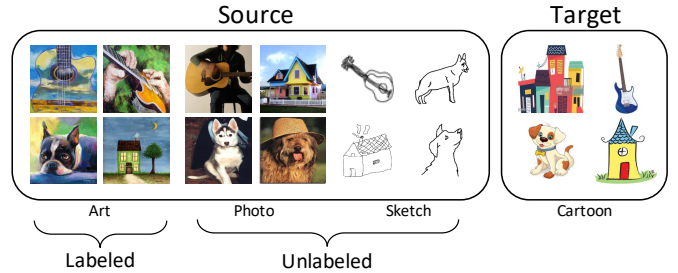 Source
Target
Art
Photo
Sketch
Cartoon
Labeled
Unlabeled